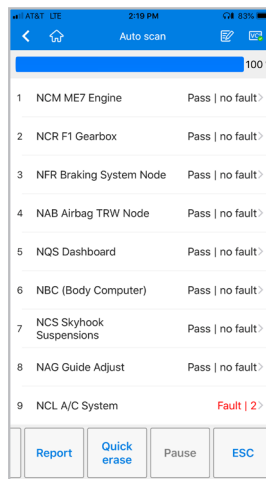 AT&T LTE 2:19 PM 83%
Auto scan
100
1 NCM ME7 Engine Pass | no fault >
2 NCR F1 Gearbox Pass | no fault >
3 NFR Braking System Node Pass | no fault >
4 NAB Airbag TRW Node Pass | no fault >
5 NQS Dashboard Pass | no fault >
6 NBC (Body Computer) Pass | no fault >
7 NCS Skyhook
Suspensions Pass | no fault >
8 NAG Guide Adjust Pass | no fault >
9 NCL A/C System Fault | 2 >
Report Quick
erase Pause ESC